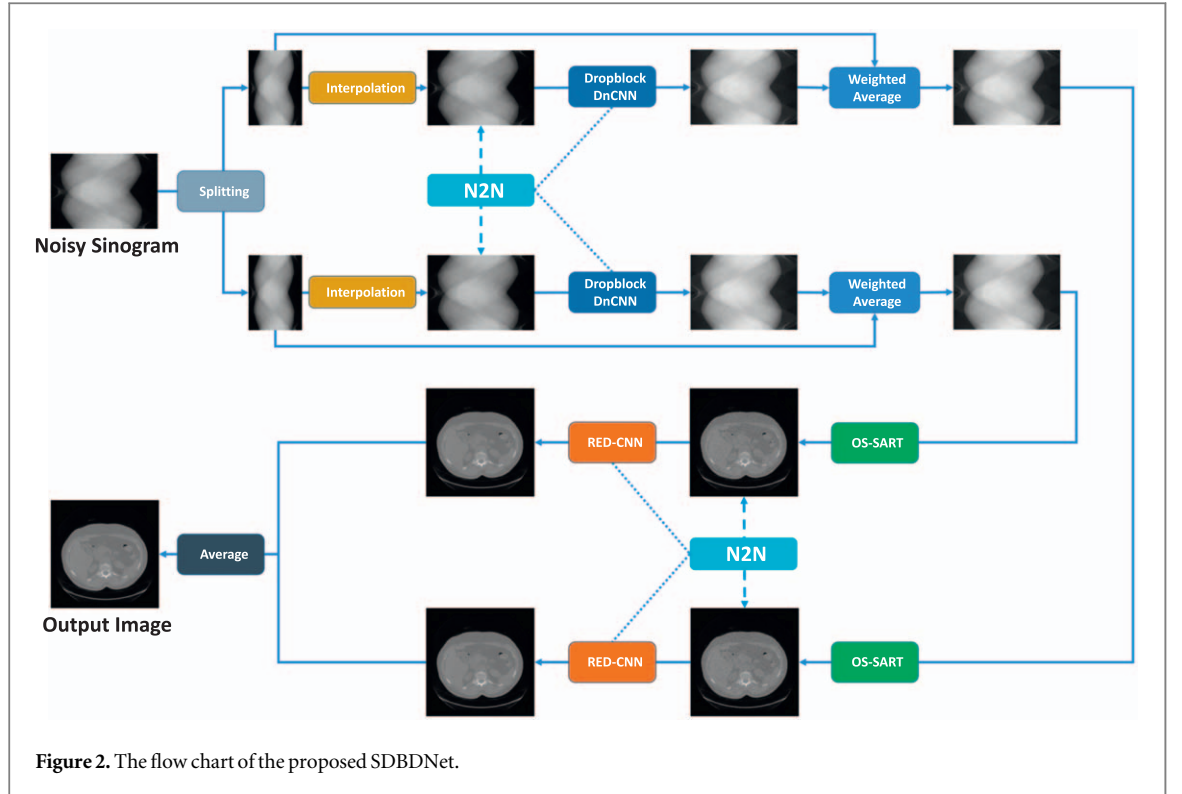 Interpolation
Dropblock
DnCNN
Weighted
Average
Splitting
N2N
Noisy Sinogram
Interpolation
Dropblock
DnCNN
Weighted
Average
RED-CNN
OS-SART
Average
N2N
Output Image
RED-CNN
OS-SART
Figure 2. The flow chart of the proposed SDBDNet.